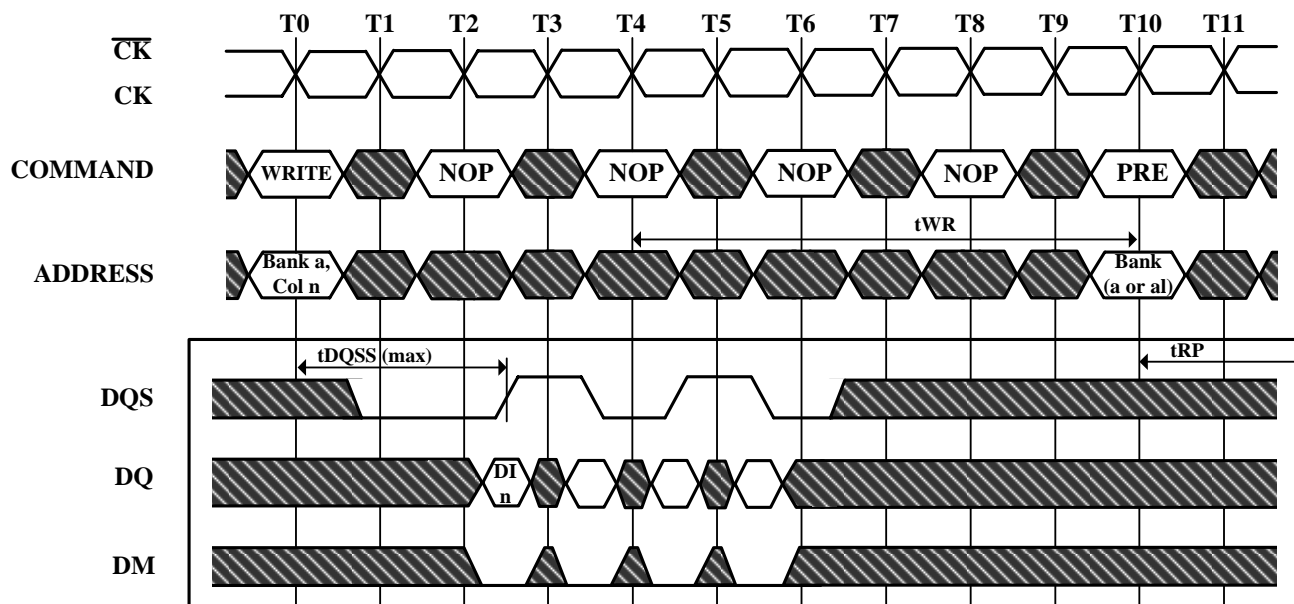 T0 T1 T2 T3 T4 T5 T6 T7 T8 T9 T10 T11
CK
CK
COMMAND
WRITE NOP NOP NOP NOP PRE
tWR
ADDRESS
Bank a,
Col n
Bank
(a or al)
tDQSS (max)
tRP
DQS
DQ
DI
n
DM